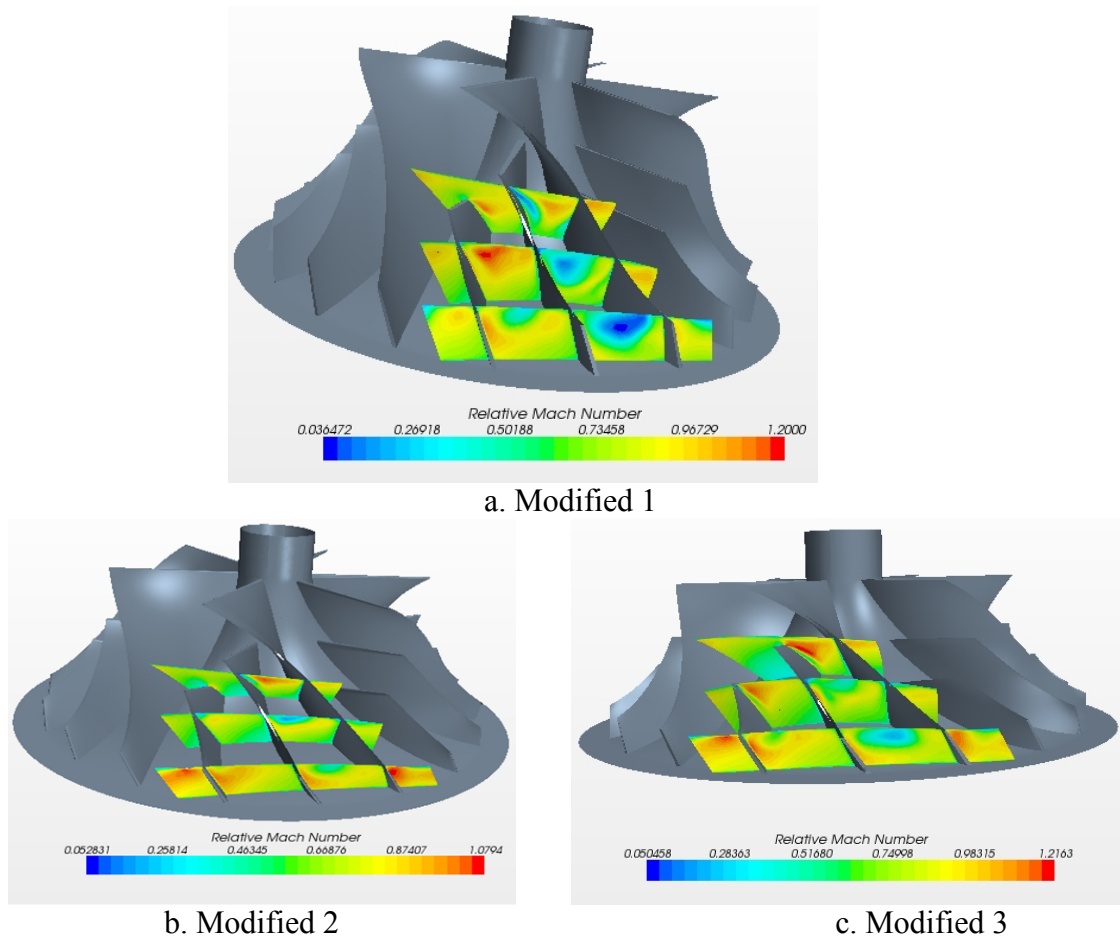 Relative Mach Number
0.036472 0.26918 0.50188 0.73458 0.96729 1.2000
a. Modified 1
Relative Mach Number
0.052831 0.25814 0.46345 0.66876 0.87407 1.0794
b. Modified 2
Relative Mach Number
0.050458 0.28363 0.51680 0.74998 0.98315 1.2163
c. Modified 3